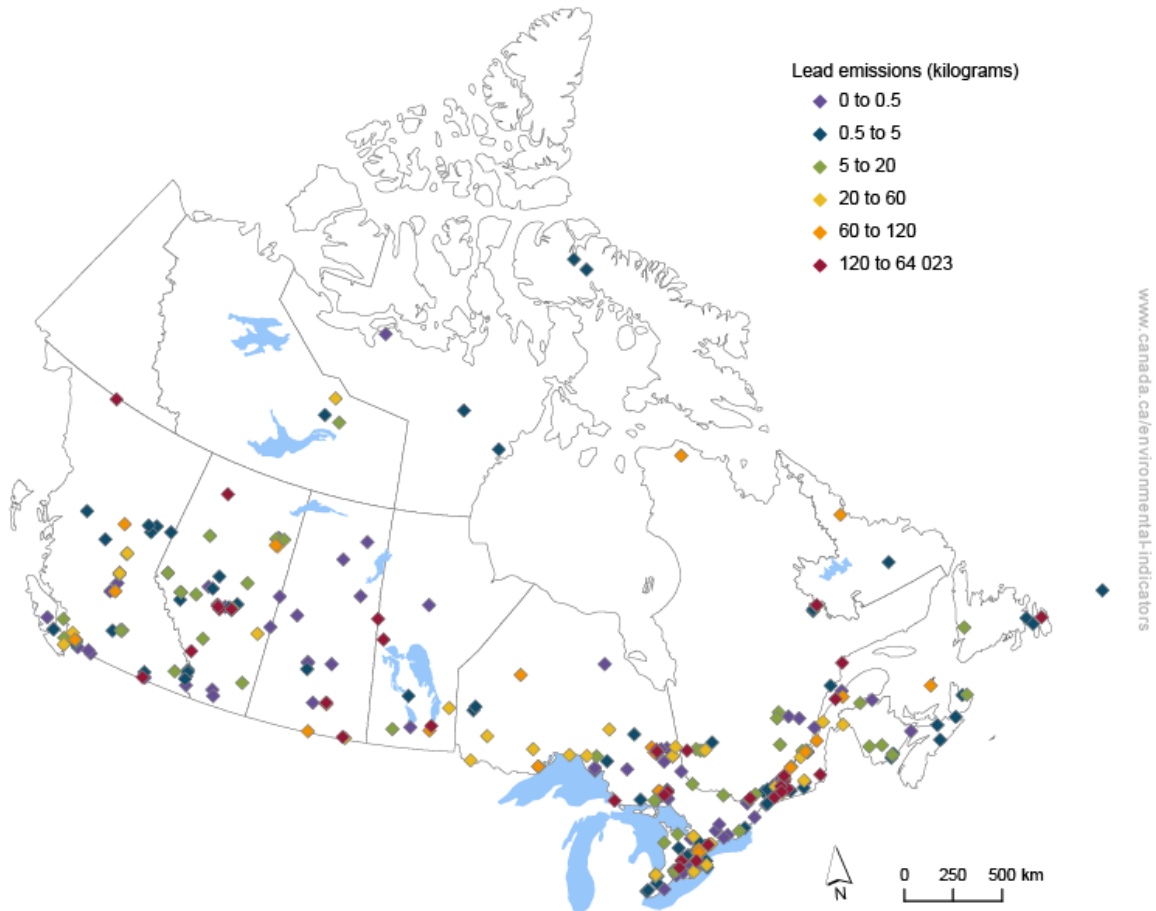 Lead emissions (kilograms)
0 to 0.5
0.5 to 5
5 to 20
20 to 60
60 to 120
120 to 64 023
www.canada.ca/environmental-indicators
N
0 250 500 km